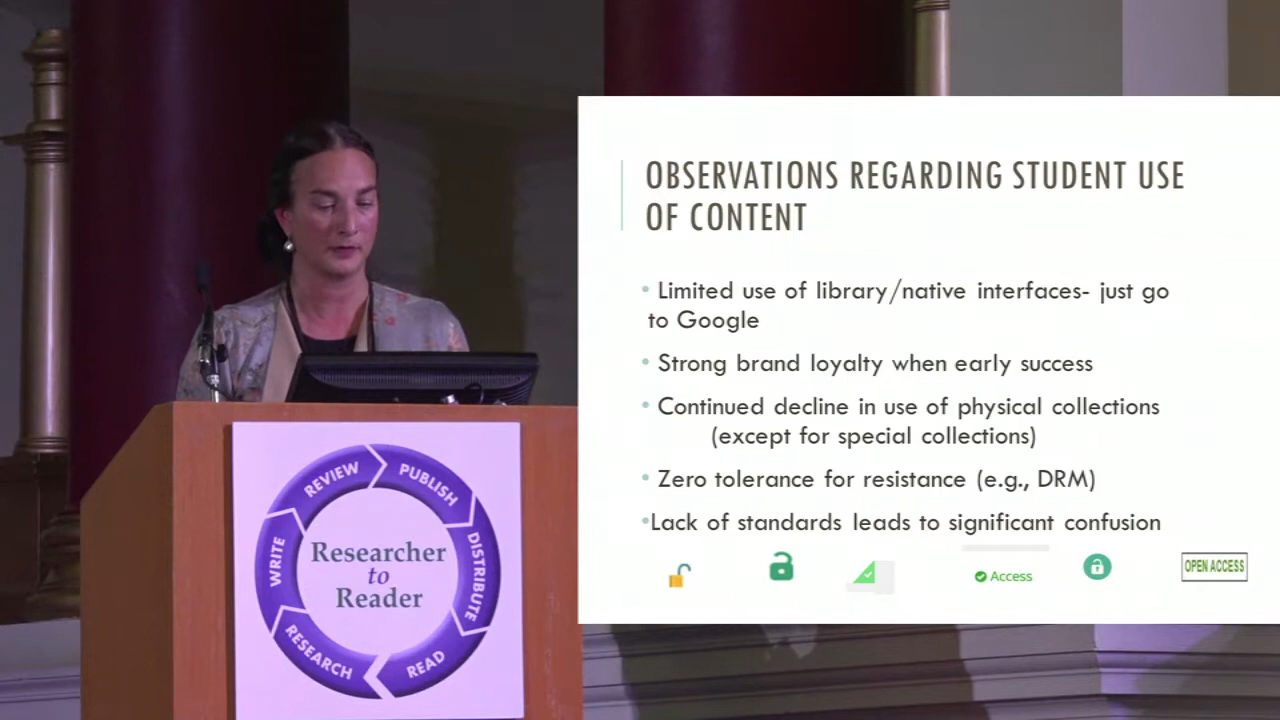 OBSERVATIONS REGARDING STUDENT USE
OF CONTENT
• Limited use of library/native interfaces- just go
to Google
• Strong brand loyalty when early success
• Continued decline in use of physical collections
(except for special collections)
• Zero tolerance for resistance (e.g., DRM)
•Lack of standards leads to significant confusion
Access
OPEN ACCESS
REVIEW
PUBLISH
DISTRIBUTE
READ
RESEARCH
WRITE
Researcher
to
Reader